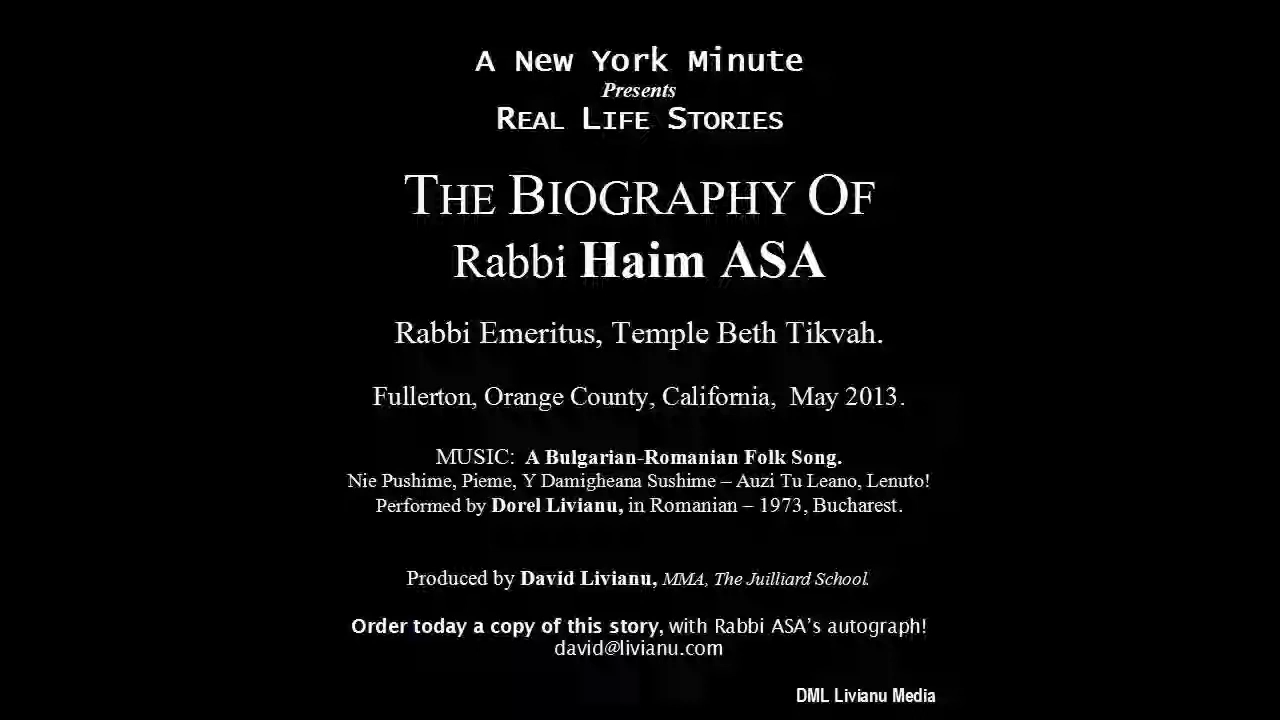 A New York Minute
Presents
REAL LIFE STORIES
THE BIOGRAPHY OF
Rabbi Haim ASA
Rabbi Emeritus, Temple Beth Tikvah.
Fullerton, Orange County, California, May 2013.
MUSIC: A Bulgarian-Romanian Folk Song.
Nie Pushime, Pieme, Y Damigheana Sushime – Auzi Tu Leano, Lenuto!
Performed by Dorel Livianu, in Romanian – 1973, Bucharest.
Produced by David Livianu, MMA, The Juilliard School.
Order today a copy of this story, with Rabbi ASA’s autograph!
david@livianu.com
DML Livianu Media